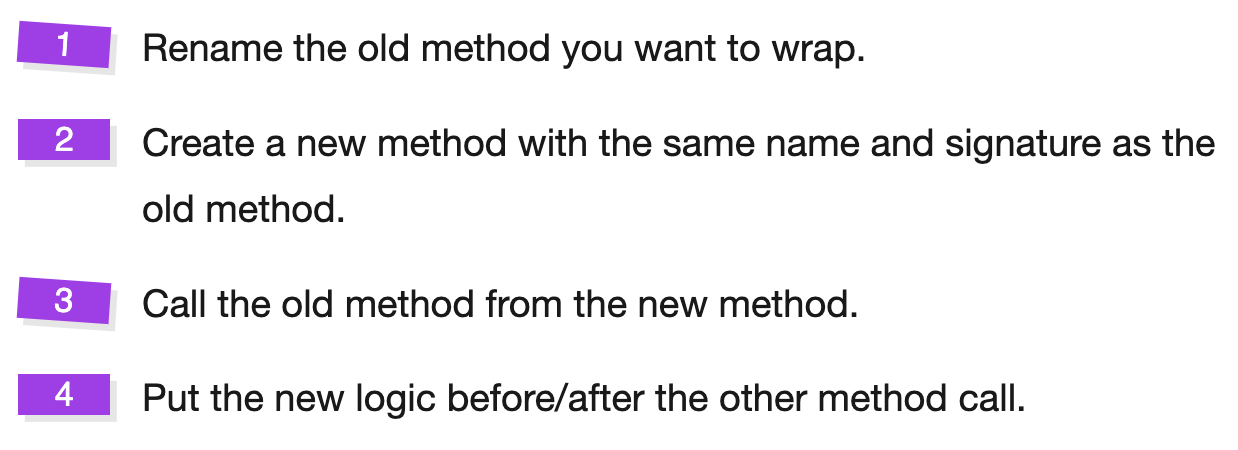 1 Rename the old method you want to wrap.
2 Create a new method with the same name and signature as the
old method.
3 Call the old method from the new method.
4 Put the new logic before/after the other method call.